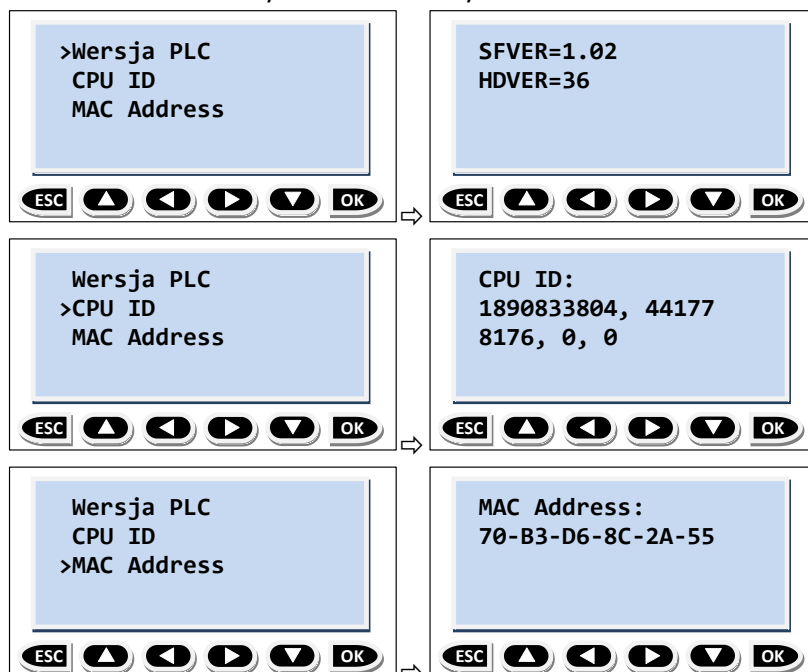 >Wersja PLC
CPU ID
MAC Address
ESC OK
SFVER=1.02
HDVER=36
ESC OK
Wersja PLC
>CPU ID
MAC Address
ESC OK
CPU ID:
1890833804, 44177
8176, 0, 0
ESC OK
Wersja PLC
CPU ID
>MAC Address
ESC OK
MAC Address:
70-B3-D6-8C-2A-55
ESC OK